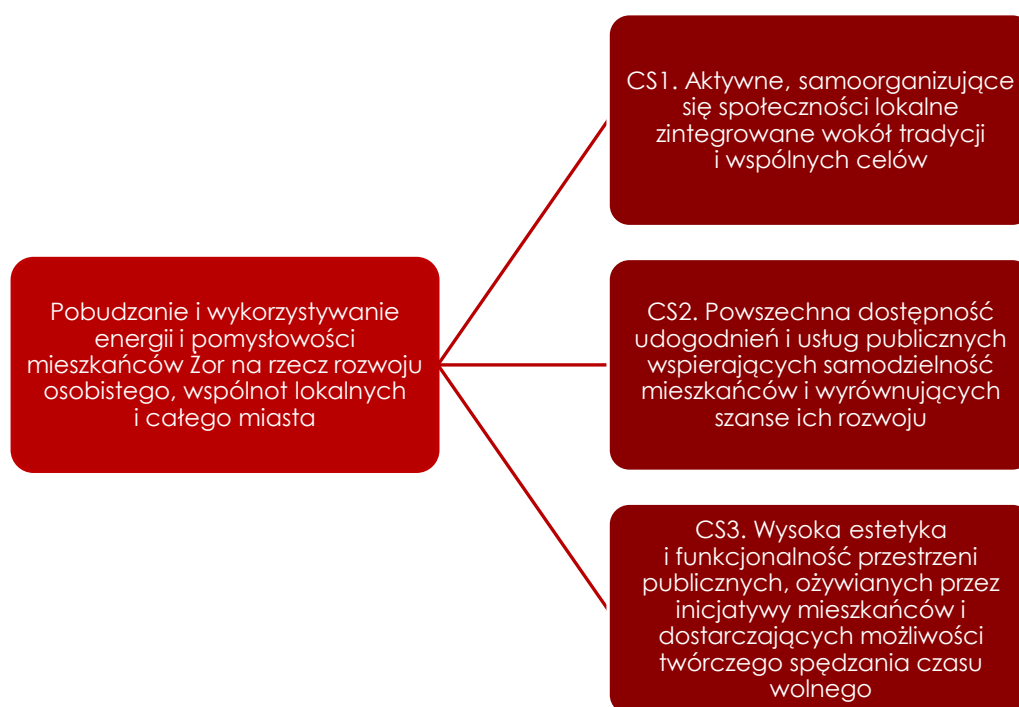 Pobudzanie i wykorzystywanie
energii i pomysłowości
mieszkańców Żor na rzecz rozwoju
osobistego, wspólnot lokalnych
i całego miasta
CS1. Aktywne, samoorganizujące
się społeczności lokalne
zintegrowane wokół tradycji
i wspólnych celów
CS2. Powszechna dostępność
udogodnień i usług publicznych
wspierających samodzielność
mieszkańców i wyrównujących
szanse ich rozwoju
CS3. Wysoka estetyka
i funkcjonalność przestrzeni
publicznych, ożywianych przez
inicjatywy mieszkańców i
dostarczających możliwości
twórczego spędzania czasu
wolnego